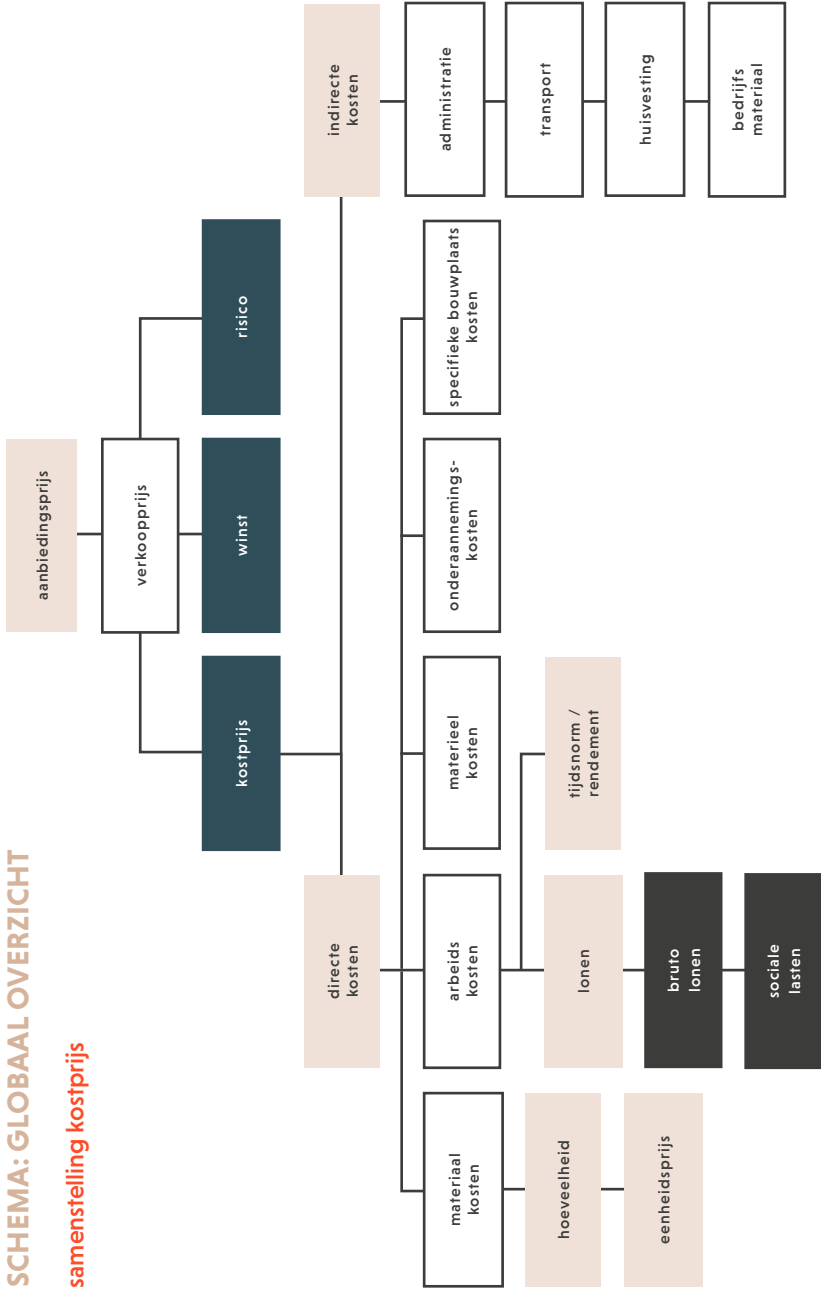 SCHEMA: GLOBAAL OVERZICHT
samenstelling kostprijs
aanbiedingsprijs
verkoopprijs
kostprijs
winst
risico
directe
kosten
indirecte
kosten
materiaal
kosten
arbeids
kosten
materieel
kosten
onderaannemings-
kosten
specifieke bouwplaats
kosten
administratie
hoeveelheid
lonen
tijdsnorm /
rendement
transport
eenheidsprijs
bruto
lonen
huisvesting
sociale
lasten
bedrijfs
materiaal